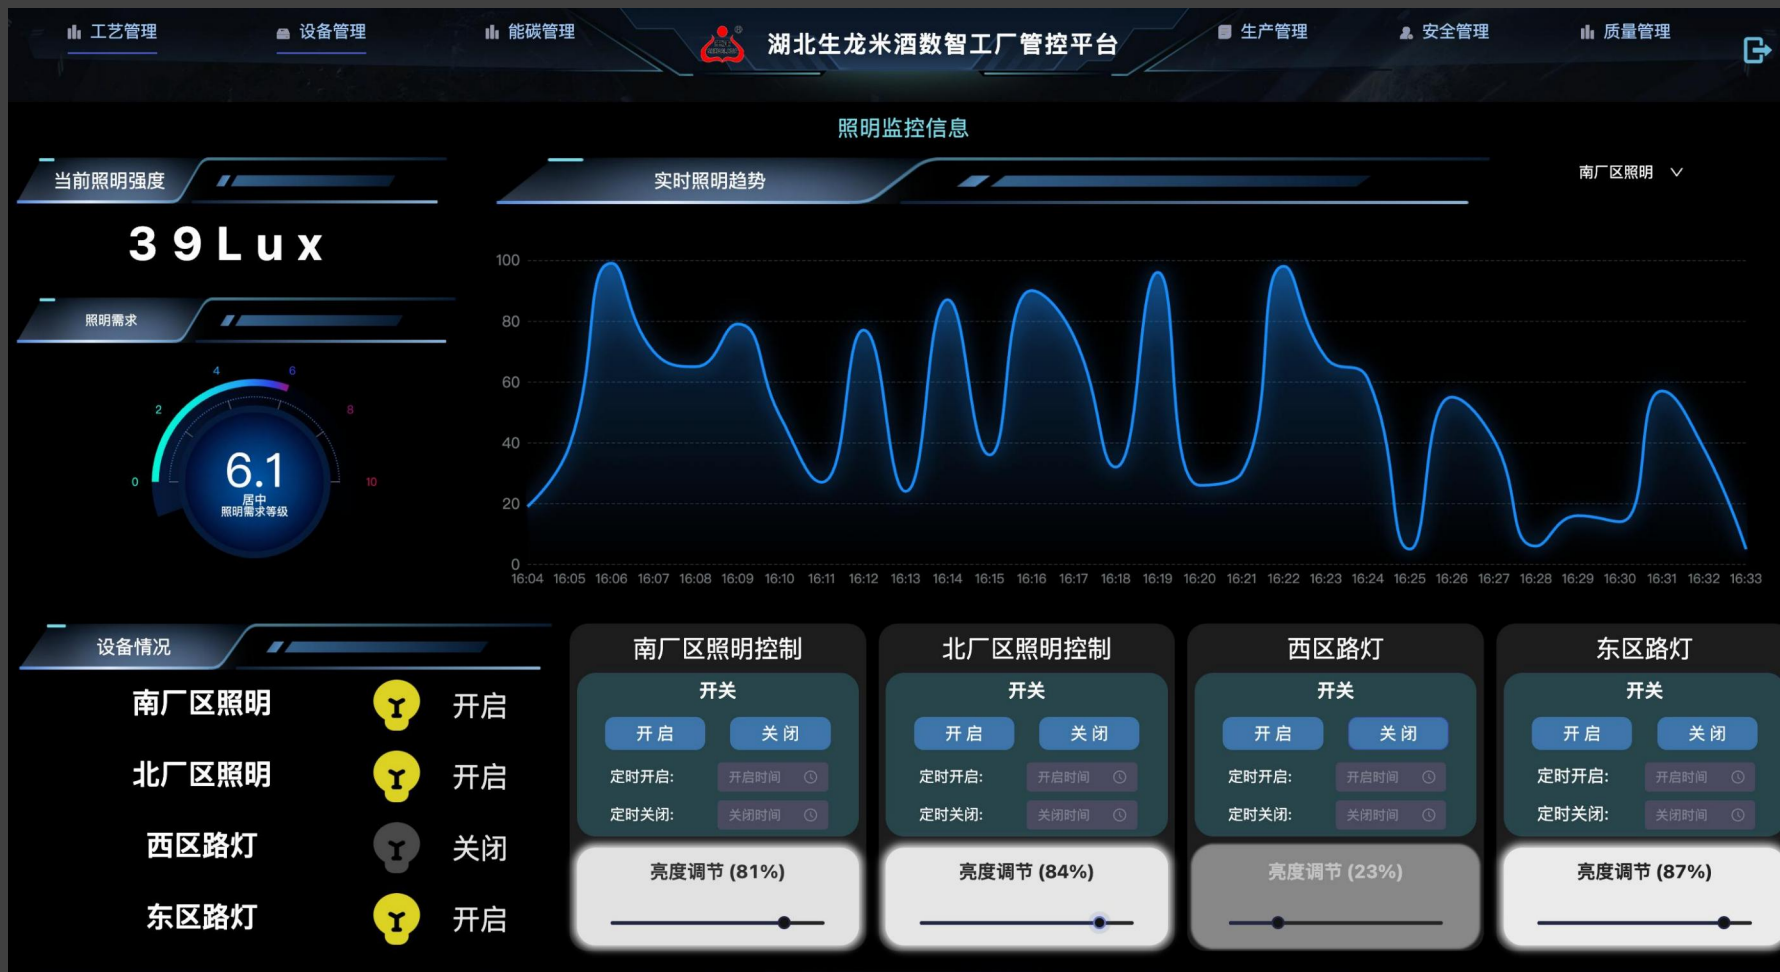 工艺管理
设备管理
能碳管理
湖北生龙米酒数智工厂管控平台
生产管理
安全管理
质量管理
照明监控信息
当前照明强度
39Lux
实时照明趋势
南厂区照明
照明需求
0
2
4
6
8
10
6.1
居中
照明需求等级
100
80
60
40
20
0
16:04 16:05 16:06 16:07 16:08 16:09 16:10 16:11 16:12 16:13 16:14 16:15 16:16 16:17 16:18 16:19 16:20 16:21 16:22 16:23 16:24 16:25 16:26 16:27 16:28 16:29 16:30 16:31 16:32 16:33
设备情况
南厂区照明 开启
北厂区照明 开启
西区路灯 关闭
东区路灯 开启
南厂区照明控制
开关
开启 关闭
定时开启: 开启时间
定时关闭: 关闭时间
亮度调节 (81%)
北厂区照明控制
开关
开启 关闭
定时开启: 开启时间
定时关闭: 关闭时间
亮度调节 (84%)
西区路灯
开关
开启 关闭
定时开启: 开启时间
定时关闭: 关闭时间
亮度调节 (23%)
东区路灯
开关
开启 关闭
定时开启: 开启时间
定时关闭: 关闭时间
亮度调节 (87%)